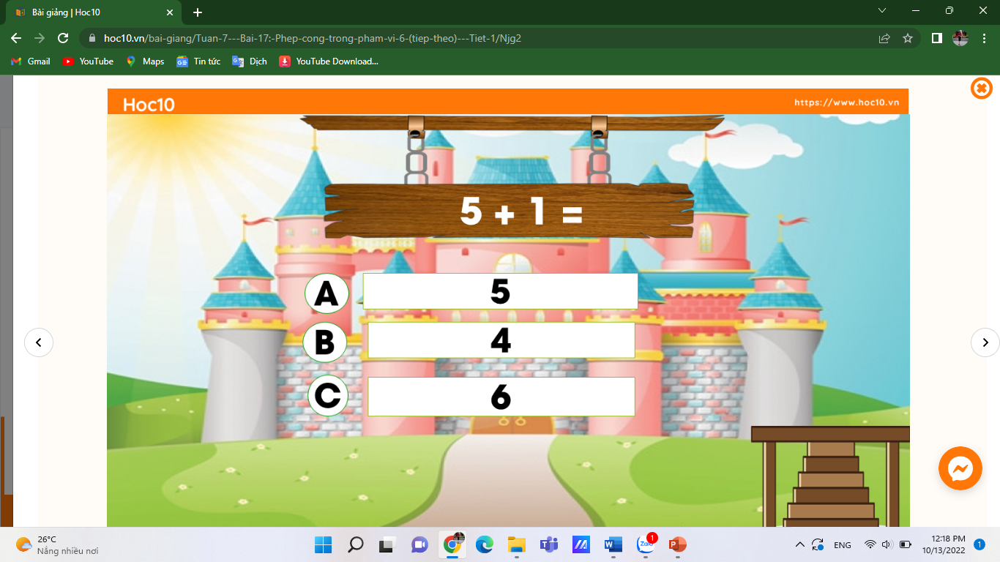 Bài giảng | Hoc10
hoc10.vn/bai-giang/Tuan-7---Bai-17:-Phep-cong-trong-pham-vi-6-(tiep-theo)---Tiet-1/Njg2
Gmail YouTube Maps Tin tức Dịch YouTube Download...
Hoc10 https://www.hoc10.vn
5 + 1 =
A 5
B 4
C 6
26°C
Nắng nhiều nơi
Zalo 1
ENG
12:18 PM
10/13/2022
1